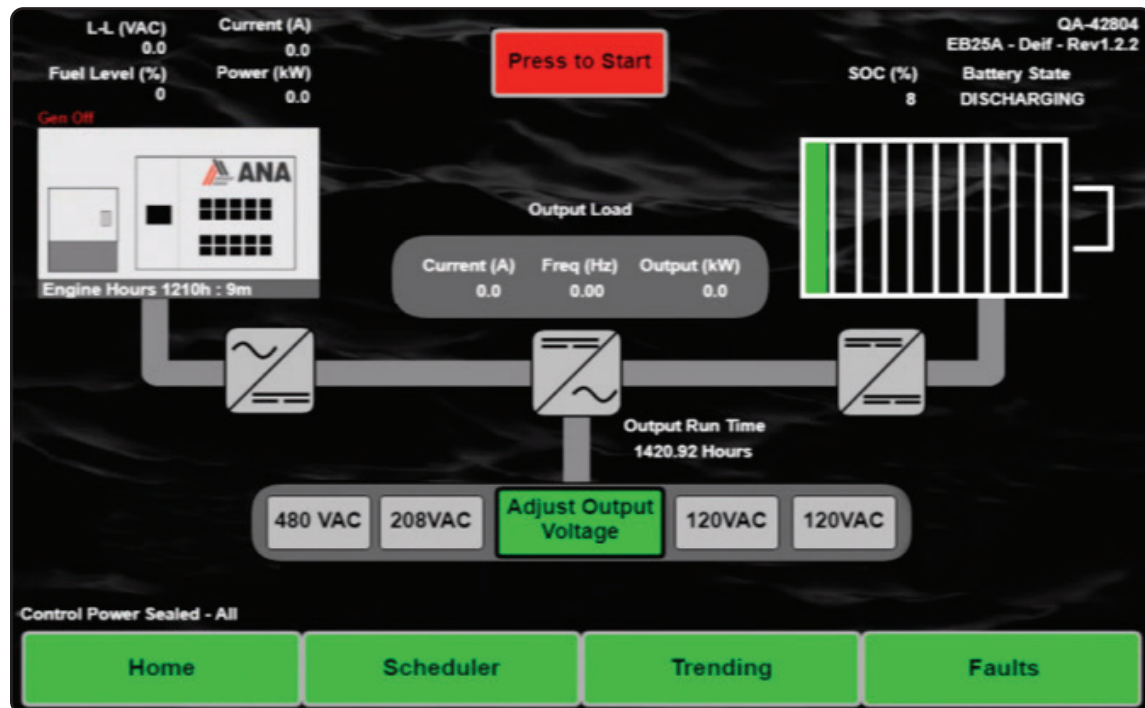 L-L (VAC)
0.0
Current (A)
0.0
Fuel Level (%)
0
Power (kW)
0.0
Gen Off
ANA
Engine Hours 1210h : 9m
Press to Start
QA-42804
EB25A - Deif - Rev1.2.2
SOC (%)
8
Battery State
DISCHARGING
Output Load
Current (A)
0.0
Freq (Hz)
0.00
Output (kW)
0.0
Output Run Time
1420.92 Hours
480 VAC
208VAC
Adjust Output
Voltage
120VAC
120VAC
Control Power Sealed - All
Home
Scheduler
Trending
Faults